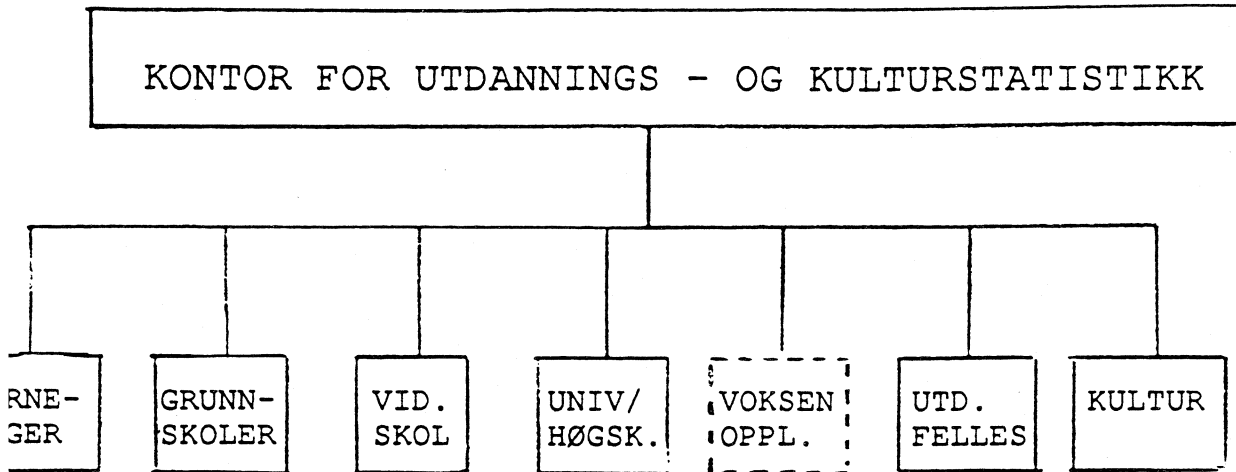 KONTOR FOR UTDANNINGS - OG KULTURSTATISTIKK
RNE-
GER
GRUNN-
SKOLER
VID.
SKOL
UNIV/
HØGSK.
VOKSEN
OPPL.
UTD.
FELLES
KULTUR